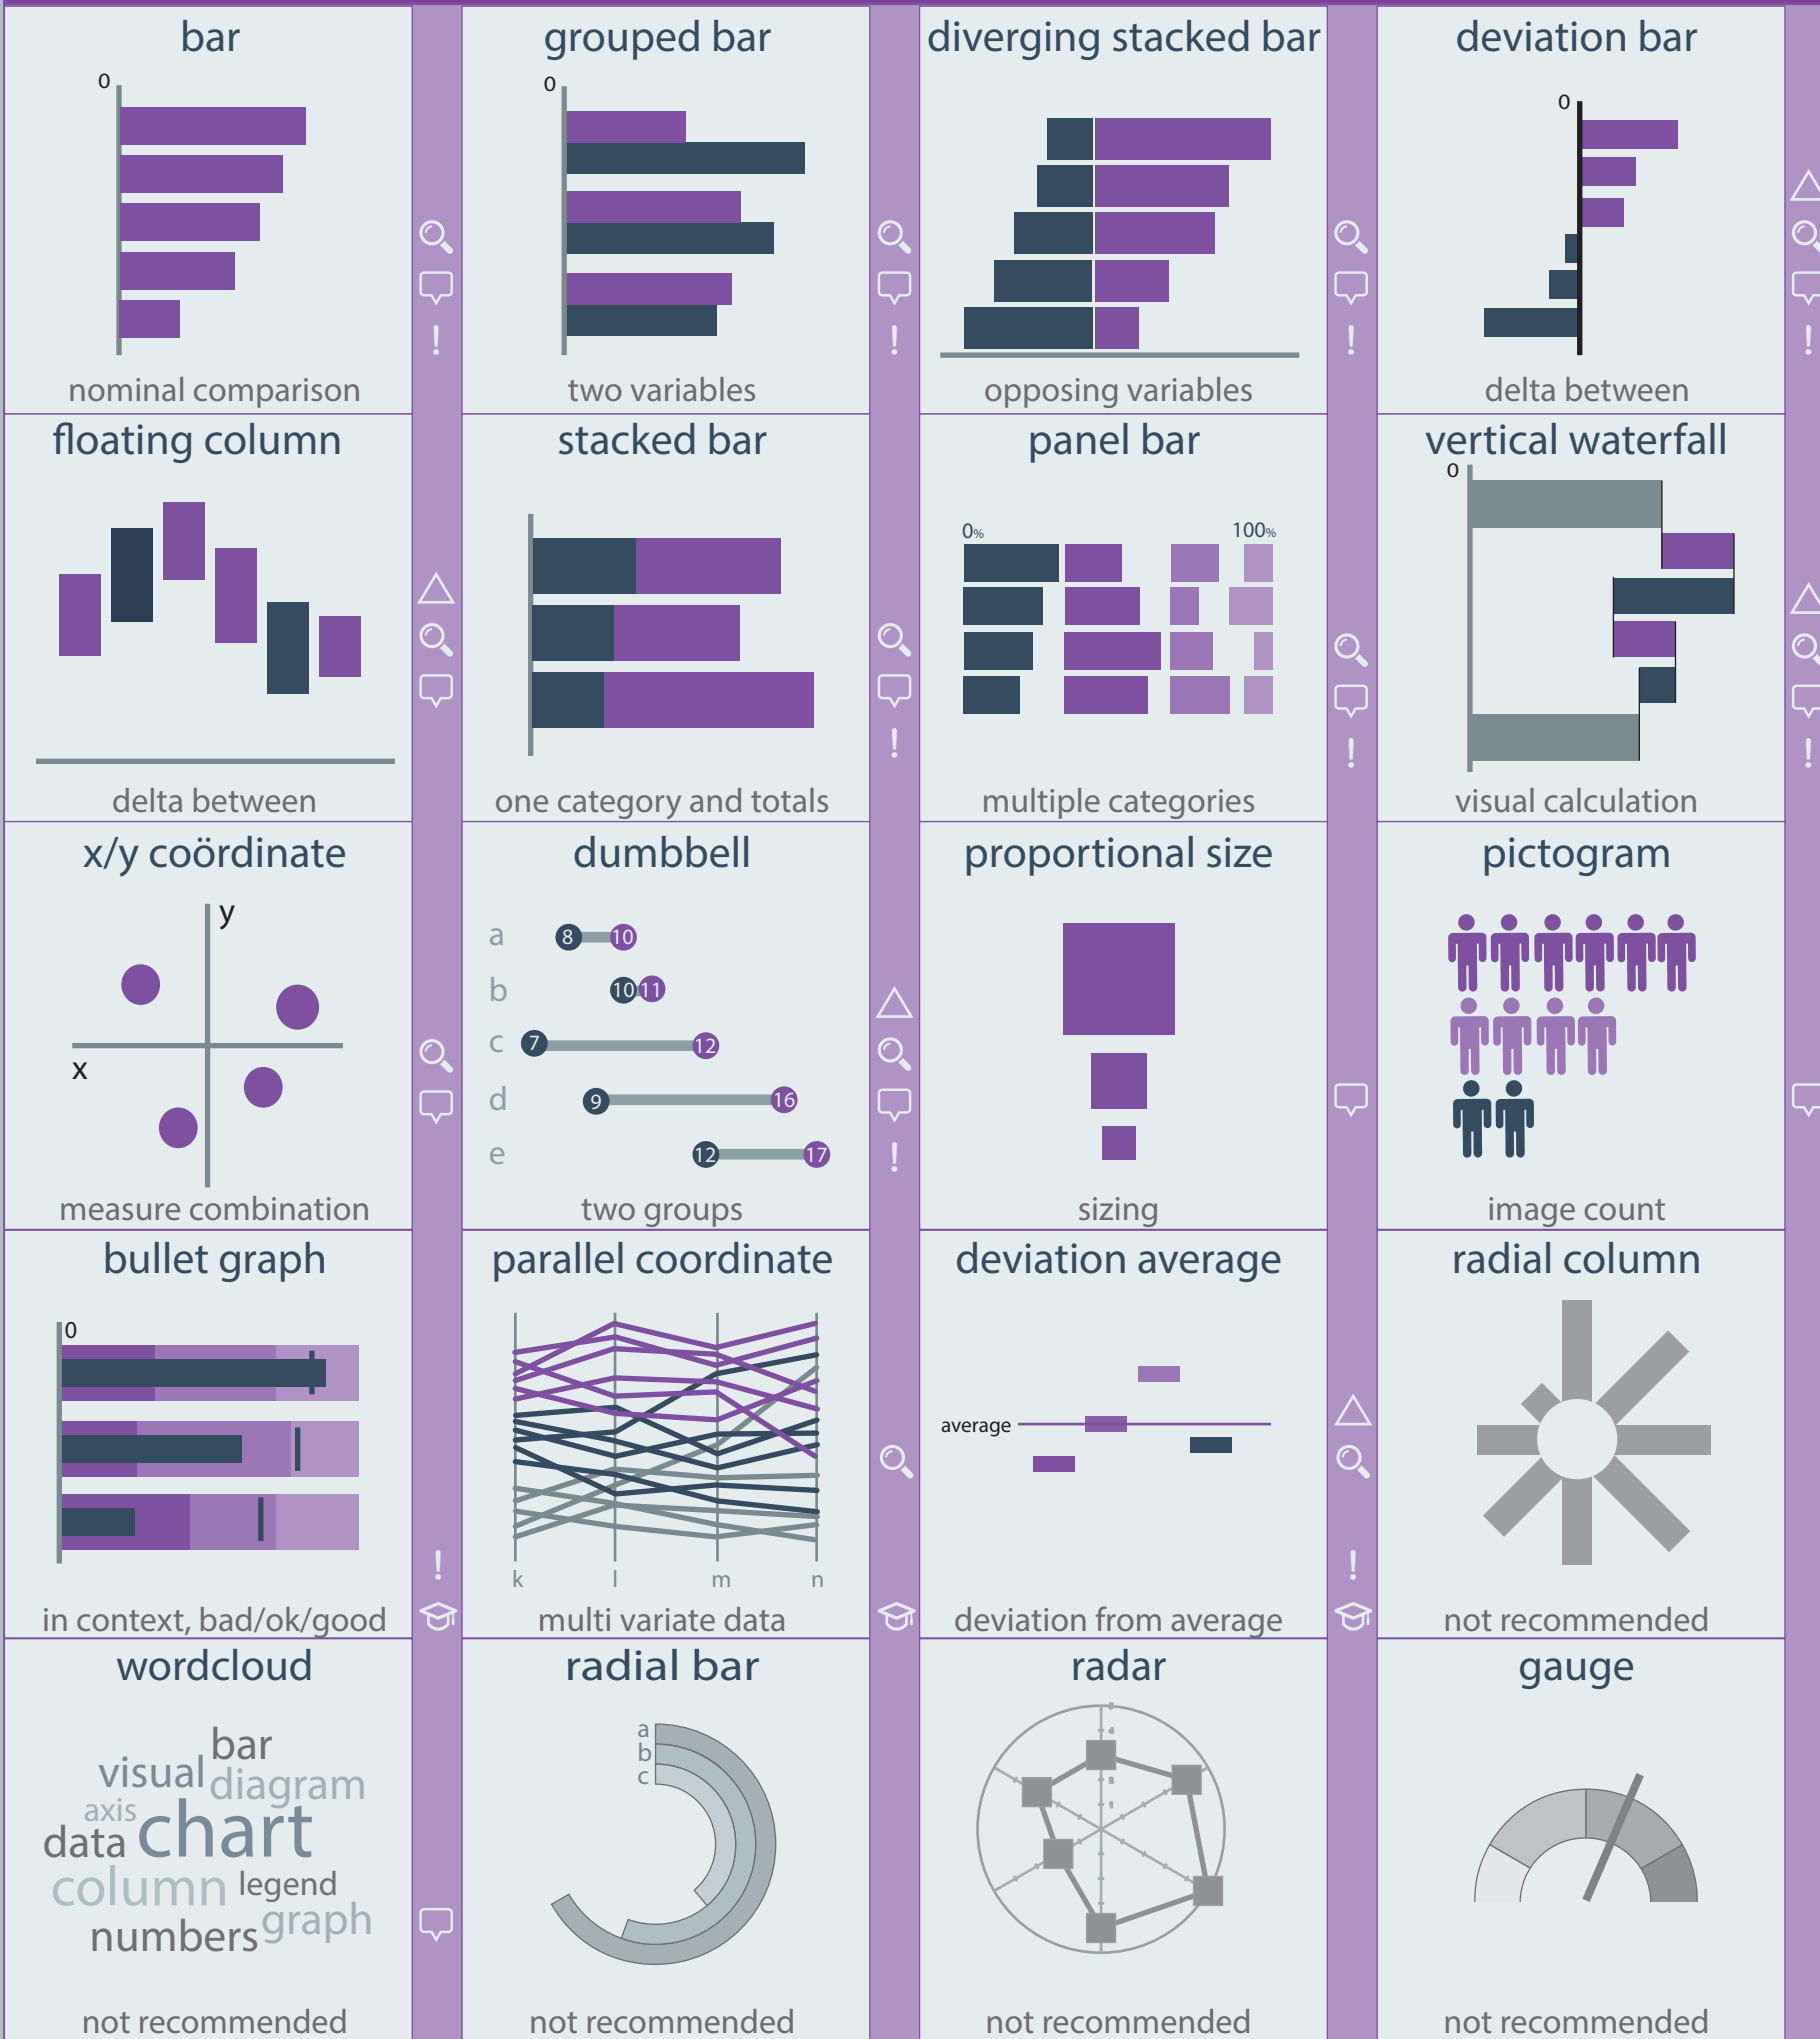 bar
0
nominal comparison
grouped bar
0
two variables
diverging stacked bar
opposing variables
deviation bar
0
delta between
floating column
delta between
stacked bar
one category and totals
panel bar
0% 100%
multiple categories
vertical waterfall
0
visual calculation
x/y coördinate
y
x
measure combination
dumbbell
a 8 10
b 10 11
c 7 12
d 9 16
e 12 17
two groups
proportional size
sizing
pictogram
image count
bullet graph
0
in context, bad/ok/good
parallel coordinate
k l m n
multi variate data
deviation average
average
deviation from average
radial column
not recommended
wordcloud
bar
visual
diagram
axis
chart
data
column
legend
graph
numbers
not recommended
radial bar
a
b
c
not recommended
radar
not recommended
gauge
not recommended